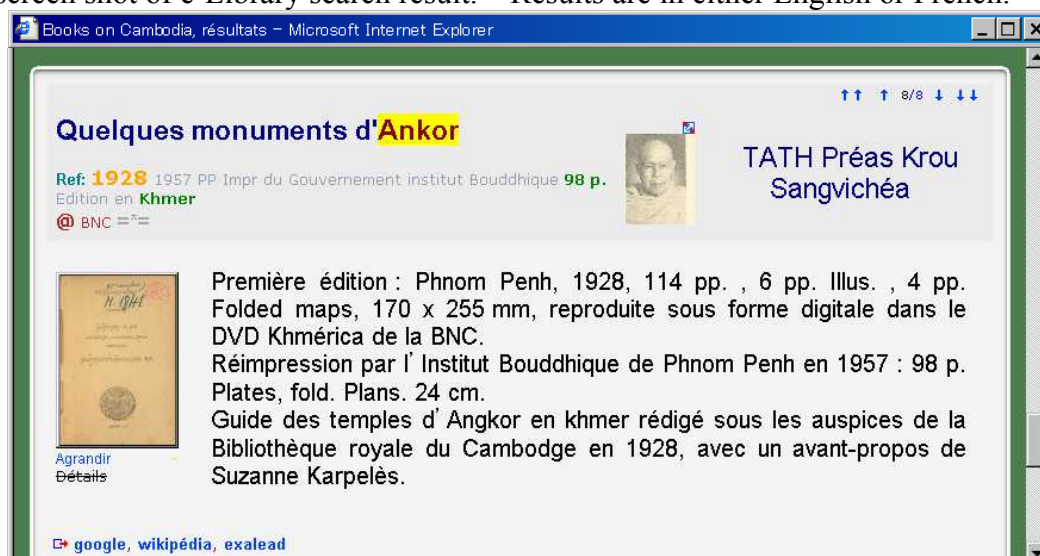 screen shot of e-Library search result. Results are in either English or French.
Books on Cambodia, résultats - Microsoft Internet Explorer
↑↑ ↑ 8/8 ↓ ↓↓
Quelques monuments d'Ankor
TATH Préas Krou
Sangvichéa
Ref: 1928 1957 PP Impr du Gouvernement institut Bouddhique 98 p.
Edition en Khmer
@ BNC =*=
Première édition : Phnom Penh, 1928, 114 pp. , 6 pp. Illus. , 4 pp.
Folded maps, 170 x 255 mm, reproduite sous forme digitale dans le
DVD Khmérica de la BNC.
Réimpression par l' Institut Bouddhique de Phnom Penh en 1957 : 98 p.
Plates, fold. Plans. 24 cm.
Guide des temples d' Angkor en khmer rédigé sous les auspices de la
Bibliothèque royale du Cambodge en 1928, avec un avant-propos de
Suzanne Karpelès.
Agrandir
Détails
google, wikipédia, exalead